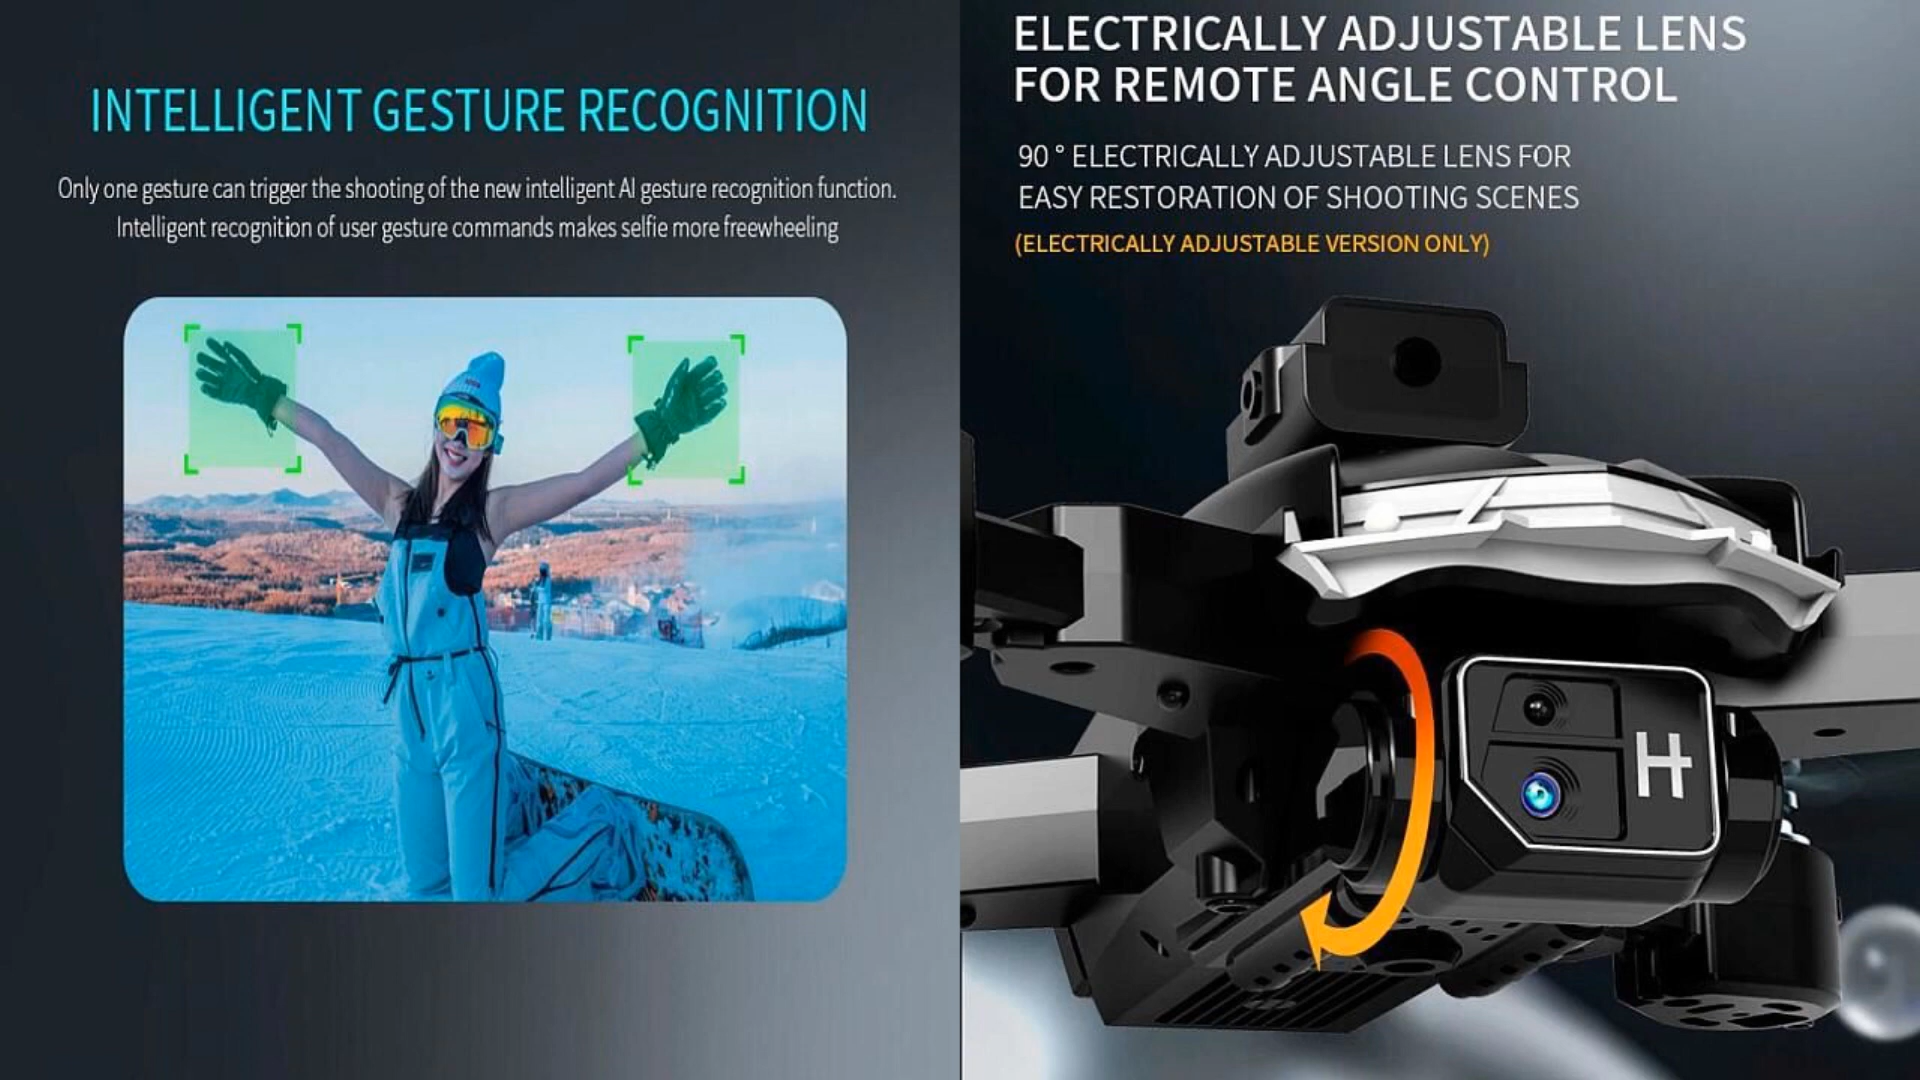 INTELLIGENT GESTURE RECOGNITION
Only one gesture can trigger the shooting of the new intelligent AI gesture recognition function.
Intelligent recognition of user gesture commands makes selfie more freewheeling
ELECTRICALLY ADJUSTABLE LENS
FOR REMOTE ANGLE CONTROL
90 ° ELECTRICALLY ADJUSTABLE LENS FOR
EASY RESTORATION OF SHOOTING SCENES
(ELECTRICALLY ADJUSTABLE VERSION ONLY)
H